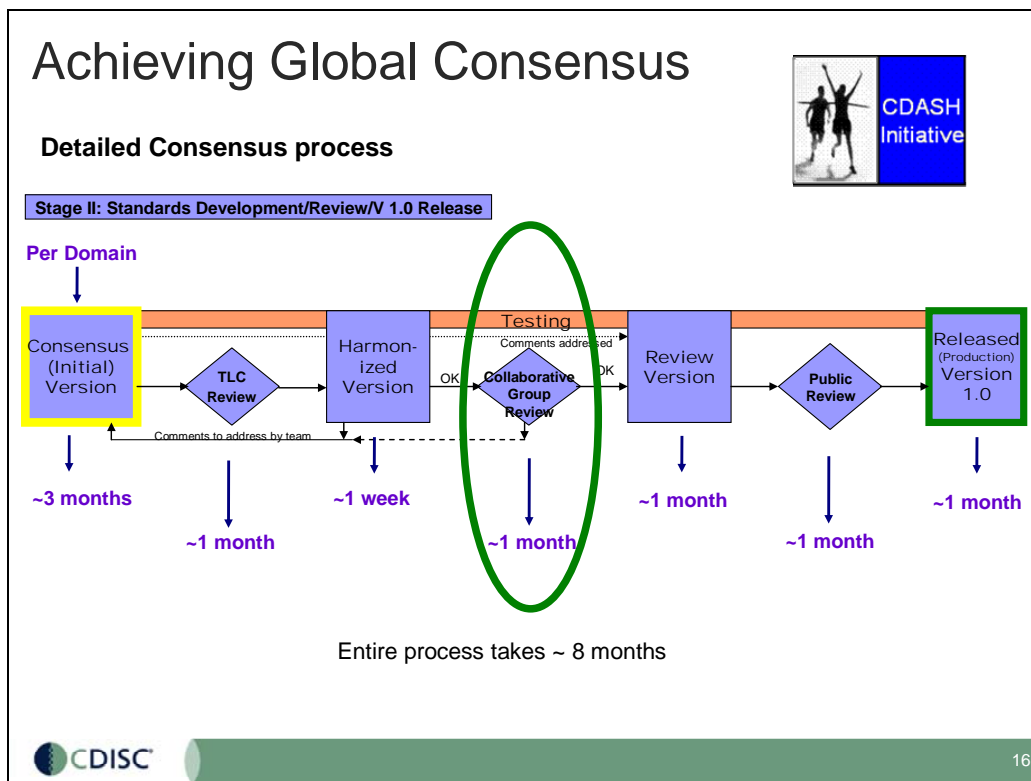 Achieving Global Consensus
CDASH
Initiative
Detailed Consensus process
Stage II: Standards Development/Review/V 1.0 Release
Per Domain
Testing
Comments addressed
Consensus
(Initial)
Version
TLC
Review
Harmon-
ized
Version
OK
Collaborative
Group
Review
OK
Review
Version
Public
Review
Released
(Production)
Version
1.0
Comments to address by team
~3 months
~1 month
~1 week
~1 month
~1 month
~1 month
~1 month
Entire process takes ~ 8 months
CDISC®
16